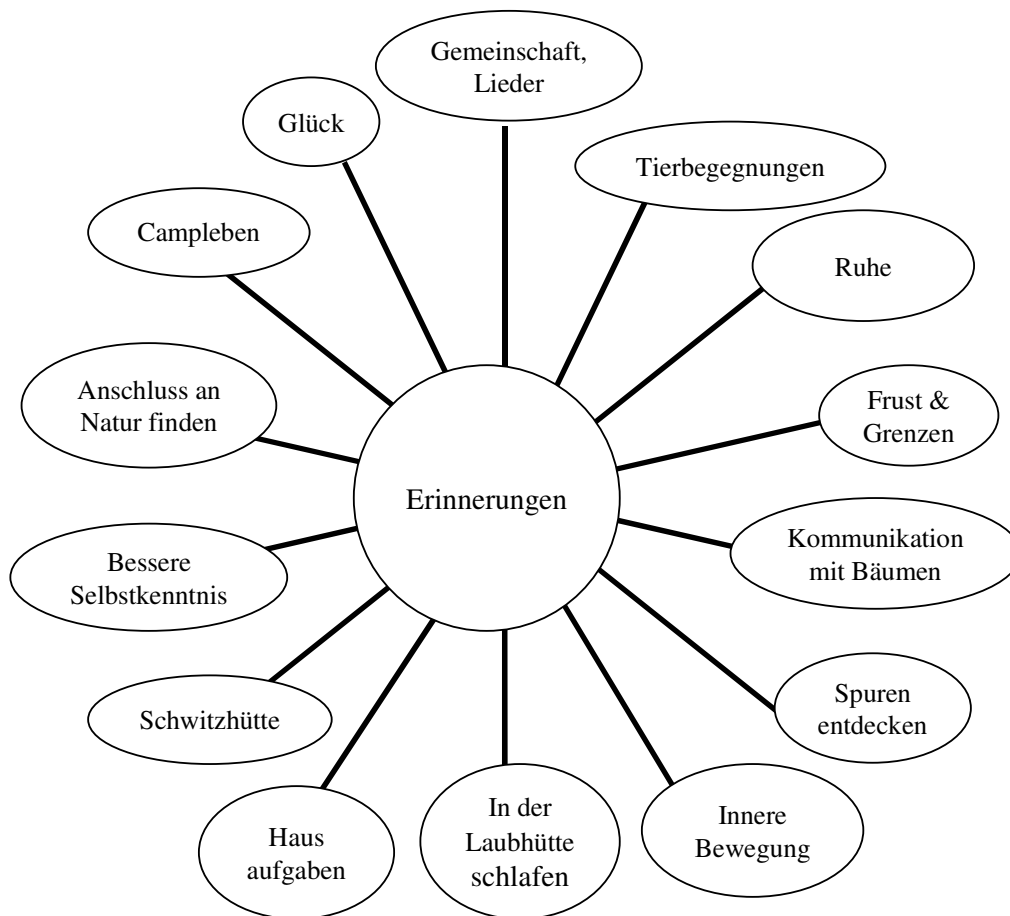 Gemeinschaft,
Lieder
Glück
Tierbegegnungen
Campleben
Ruhe
Anschluss an
Natur finden
Frust &
Grenzen
Erinnerungen
Kommunikation
mit Bäumen
Bessere
Selbstkenntnis
Spuren
entdecken
Schwitzhütte
Innere
Bewegung
In der
Laubhütte
schlafen
Haus
aufgaben